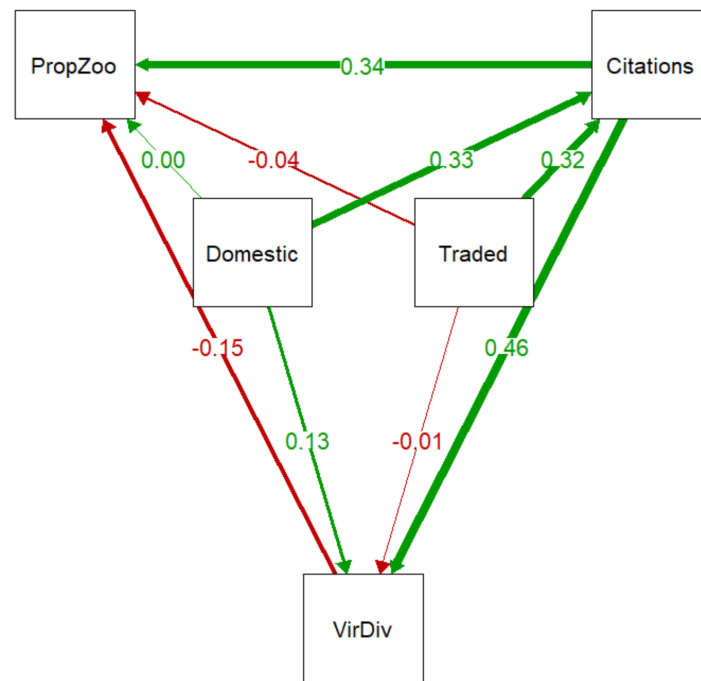 PropZoo
Citations
0.34
0.00
-0.04
0.33
0.32
Domestic
Traded
-0.15
0.46
0.13
-0.01
VirDiv